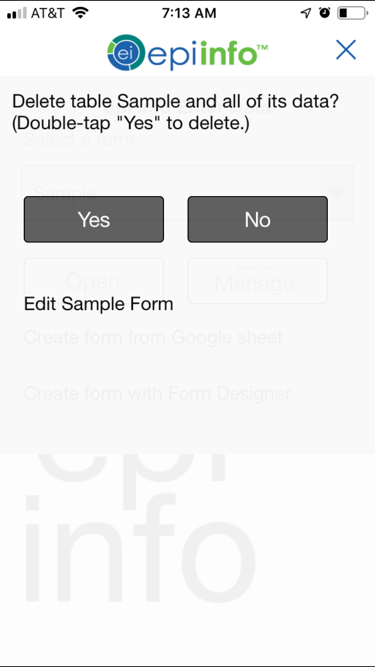 AT&T 7:13 AM
ei epi info™
Delete table Sample and all of its data?
(Double-tap "Yes" to delete.)
Select a form:
Sample
Yes No
Open Manage
Edit Sample Form
Create form from Google sheet
Create form with Form Designer
epi
info